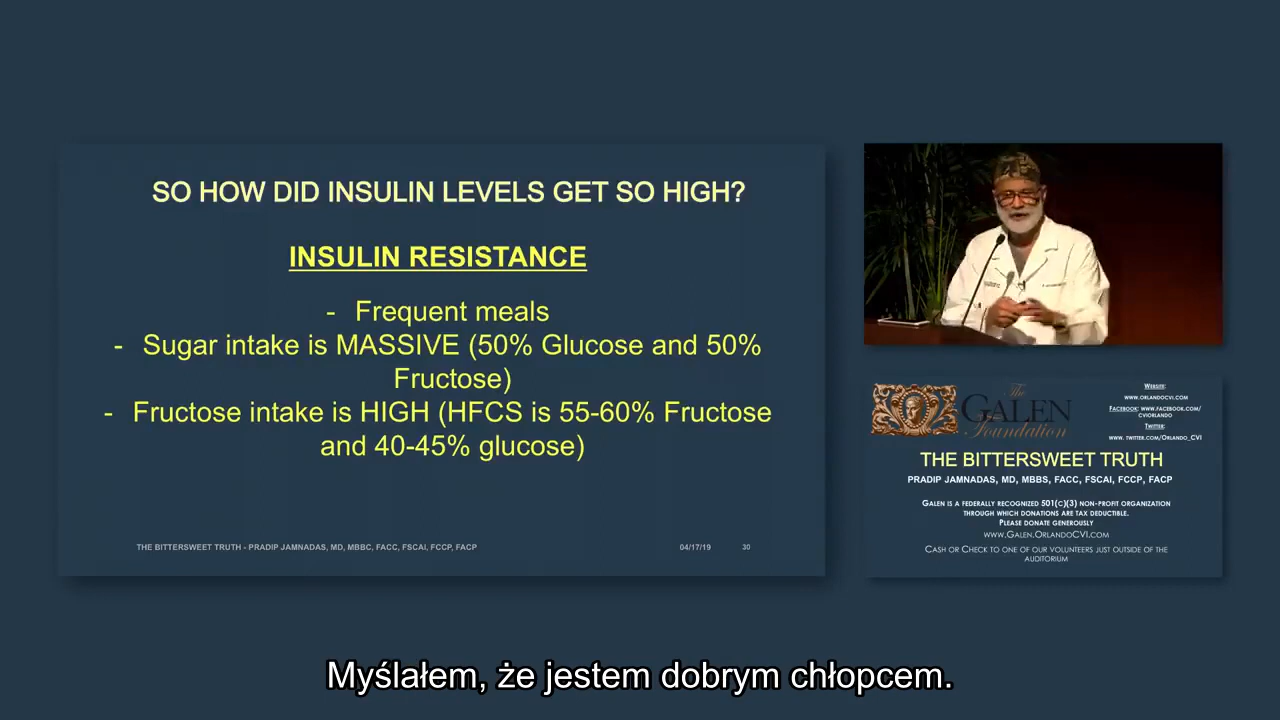 SO HOW DID INSULIN LEVELS GET SO HIGH?
INSULIN RESISTANCE
- Frequent meals
- Sugar intake is MASSIVE (50% Glucose and 50%
Fructose)
- Fructose intake is HIGH (HFCS is 55-60% Fructose
and 40-45% glucose)
THE BITTERSWEET TRUTH - PRADIP JAMNADAS, MD, MBBC, FACC, FSCAI, FCCP, FACP
04/17/19
30
The
GALEN
Foundation
WEBSITE:
WWW.ORLANDOCVI.COM
FACEBOOK: WWW.FACEBOOK.COM/
CVIORLANDO
TWITTER:
WWW. TWITTER.COM/ORLANDO_CVI
THE BITTERSWEET TRUTH
PRADIP JAMNADAS, MD, MBBS, FACC, FSCAI, FCCP, FACP
GALEN IS A FEDERALLY RECOGNIZED 501(C)(3) NON-PROFIT ORGANIZATION
THROUGH WHICH DONATIONS ARE TAX DEDUCTIBLE.
PLEASE DONATE GENEROUSLY
WWW.GALEN.ORLANDOCVI.COM
CASH OR CHECK TO ONE OF OUR VOLUNTEERS JUST OUTSIDE OF THE
AUDITORIUM
Myślałem, że jestem dobrym chłopcem.